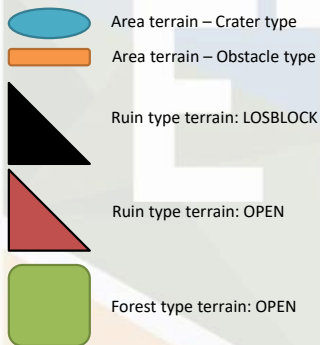 Area terrain – Crater type
Area terrain – Obstacle type
Ruin type terrain: LOSBLOCK
Ruin type terrain: OPEN
Forest type terrain: OPEN